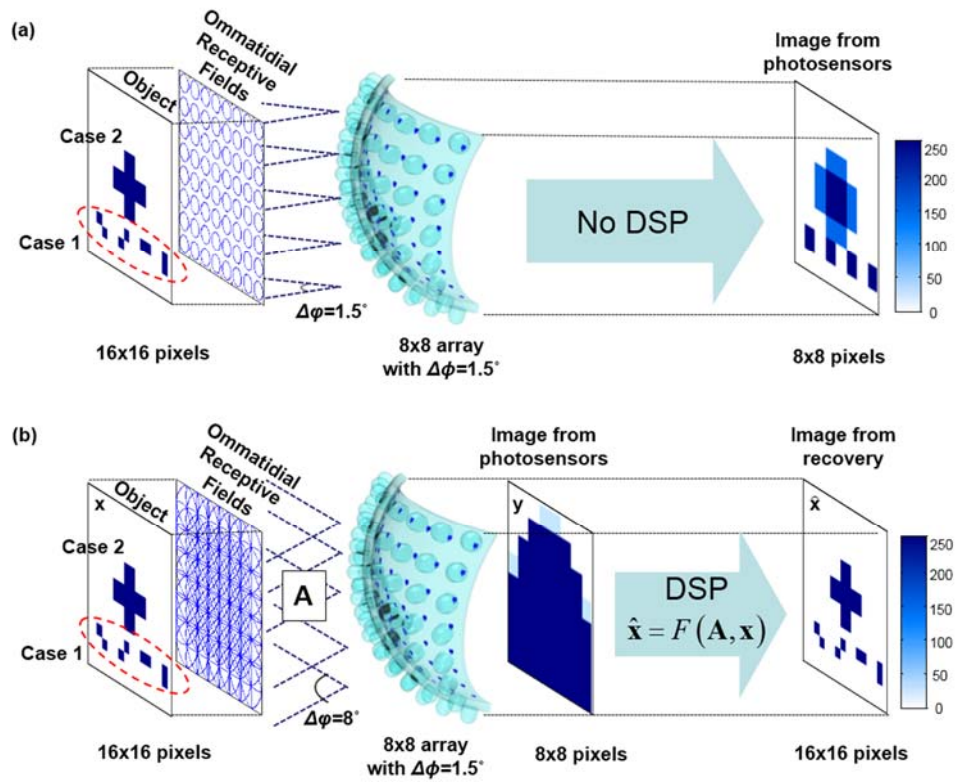 (a)
Ommatidial
Receptive
Fields
Object
Case 2
Case 1
Δφ=1.5°
16x16 pixels
8x8 array
with Δϕ=1.5°
No DSP
Image from
photosensors
250
200
150
100
50
0
8x8 pixels
(b)
Ommatidial
Receptive
Fields
Object
x
Case 2
Case 1
A
Δφ=8°
16x16 pixels
8x8 array
with Δϕ=1.5°
Image from
photosensors
y
8x8 pixels
DSP
x̂ = F(A, x)
Image from
recovery
x̂
250
200
150
100
50
0
16x16 pixels